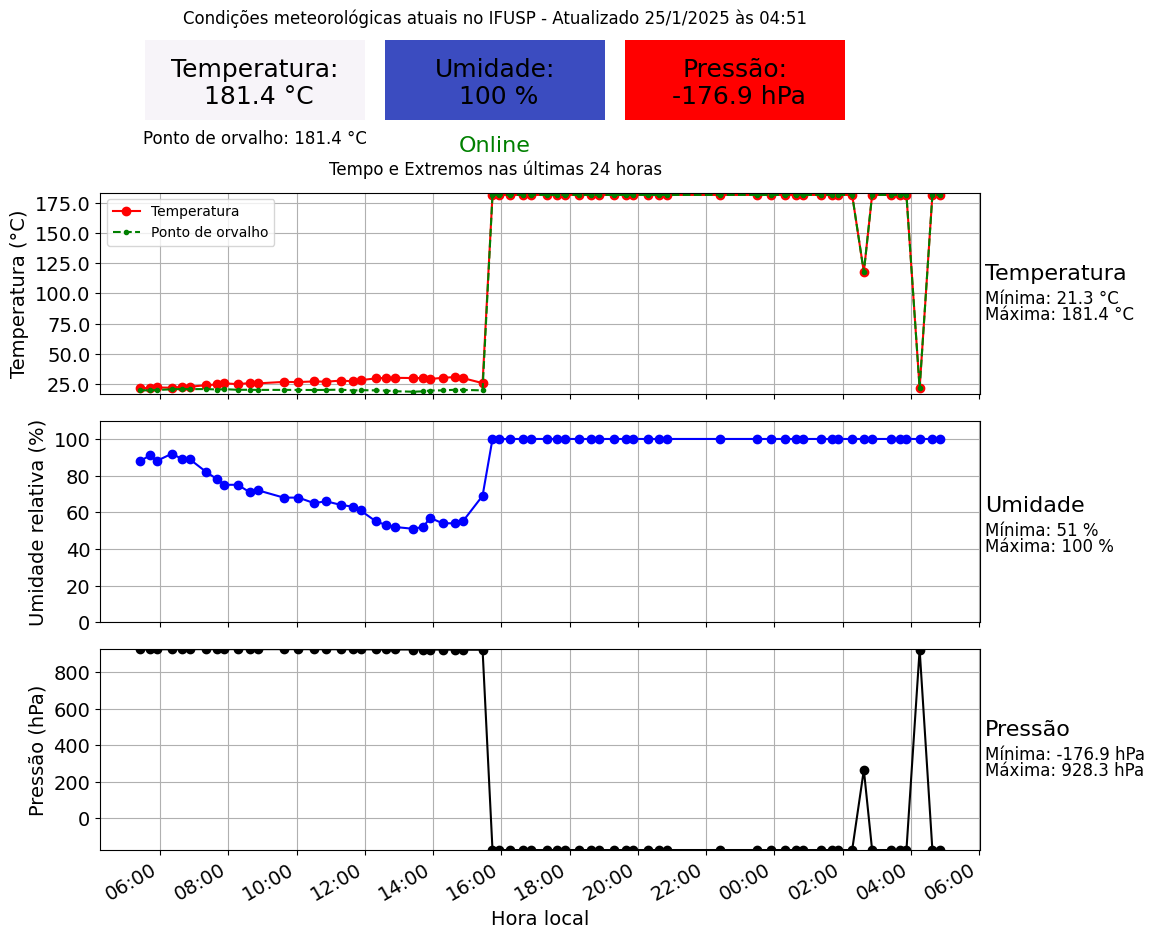 Condições meteorológicas atuais no IFUSP - Atualizado 25/1/2025 às 04:51
Temperatura:
181.4 °C
Umidade:
100 %
Pressão:
-176.9 hPa
Ponto de orvalho: 181.4 °C
Online
Tempo e Extremos nas últimas 24 horas
Temperatura (°C)
175.0
150.0
125.0
100.0
75.0
50.0
25.0
Temperatura
Ponto de orvalho
Temperatura
Mínima: 21.3 °C
Máxima: 181.4 °C
Umidade relativa (%)
100
80
60
40
20
0
Umidade
Mínima: 51 %
Máxima: 100 %
Pressão (hPa)
800
600
400
200
0
Pressão
Mínima: -176.9 hPa
Máxima: 928.3 hPa
06:00 08:00 10:00 12:00 14:00 16:00 18:00 20:00 22:00 00:00 02:00 04:00 06:00
Hora local